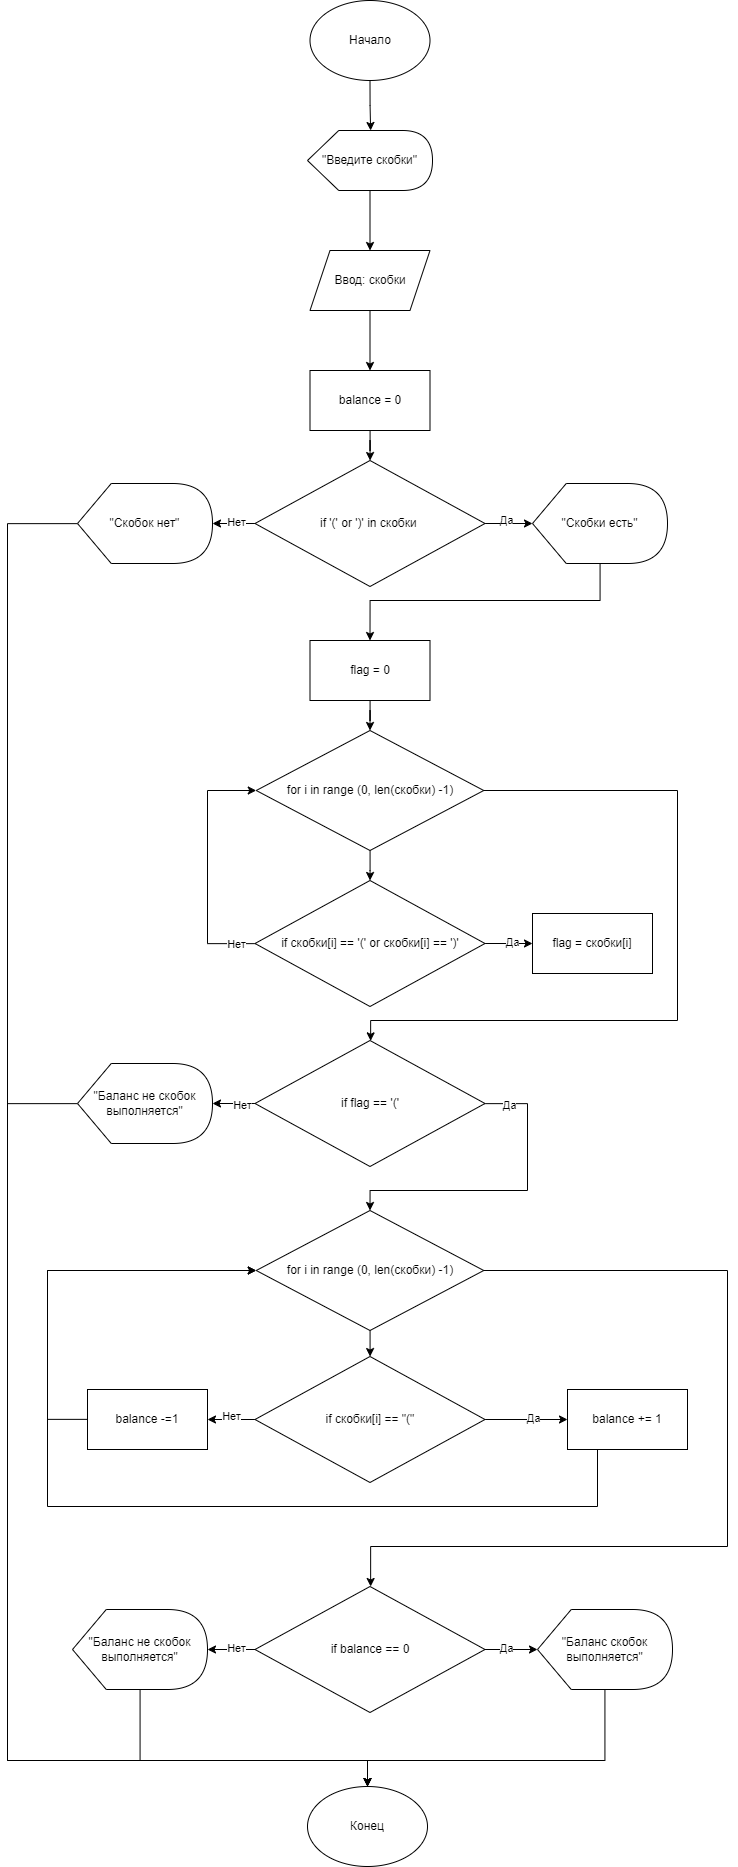 Начало
"Введите скобки"
Ввод: скобки
balance = 0
"Скобок нет"
Нет
if '(' or ')' in скобки
Да
"Скобки есть"
flag = 0
for i in range (0, len(скобки) -1)
Нет
if скобки[i] == '(' or скобки[i] == ')'
Да
flag = скобки[i]
"Баланс не скобок
выполняется"
Нет
if flag == '('
Да
for i in range (0, len(скобки) -1)
balance -=1
Нет
if скобки[i] == "("
Да
balance += 1
"Баланс не скобок
выполняется"
Нет
if balance == 0
Да
"Баланс скобок
выполняется"
Конец